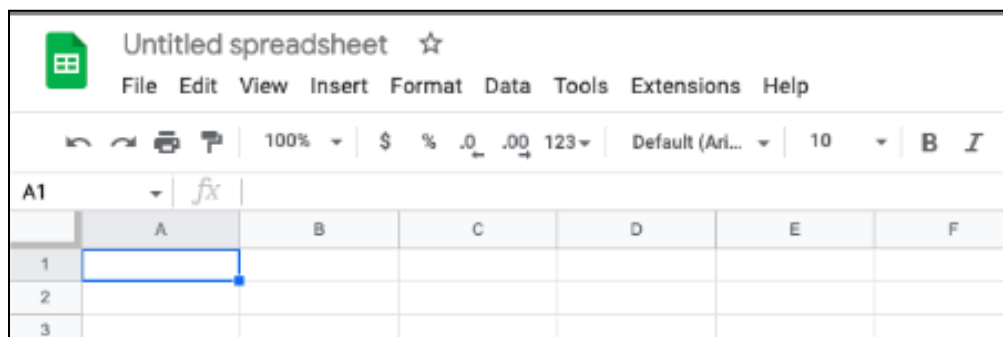 Untitled spreadsheet
File Edit View Insert Format Data Tools Extensions Help
100% $ % .0 .00 123 Default (Ari... 10 B I
A1 fx
A B C D E F
1
2
3